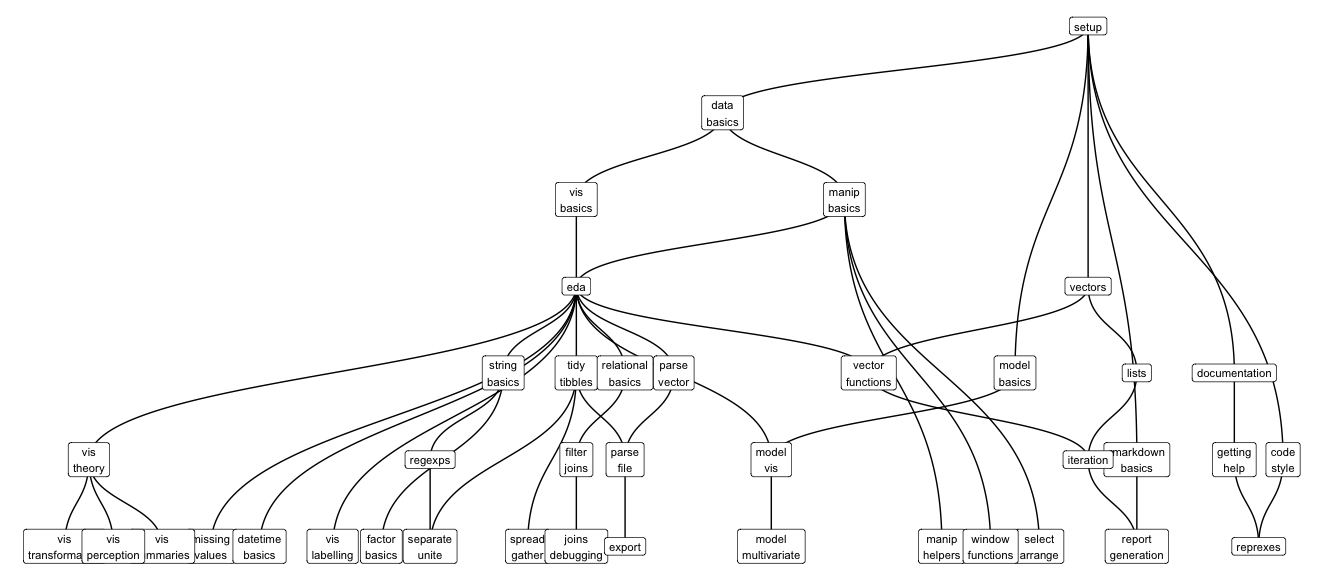 setup
data
basics
vis
basics
manip
basics
eda
vectors
string
basics
tidy
tibbles
relational
basics
parse
vector
vector
functions
model
basics
lists
documentation
vis
theory
regexps
filter
joins
parse
file
model
vis
iteration
markdown
basics
getting
help
code
style
vis
transforma
vis
perception
vis
mmaries
missing
values
datetime
basics
vis
labelling
factor
basics
separate
unite
spread
gather
joins
debugging
export
model
multivariate
manip
helpers
window
functions
select
arrange
report
generation
reprexes